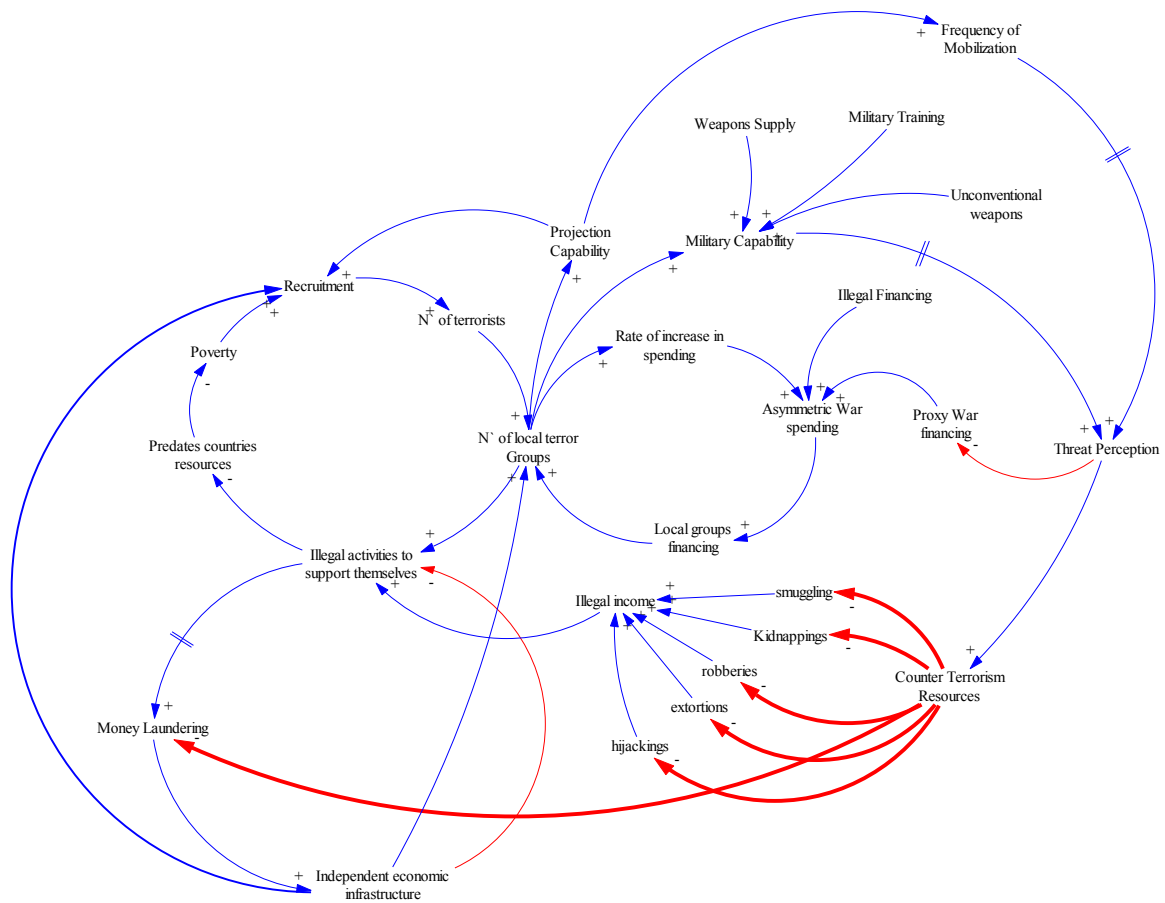 Frequency of
Mobilization
+
Weapons Supply
Military Training
Unconventional
weapons
Projection
Capability
+
+
+
+
Military Capability
+
+
Recruitment
+
+
+
Illegal Financing
N` of terrorists
+
Rate of increase in
spending
+
Poverty
-
+
+
+
Asymmetric War
spending
Proxy War
financing
-
+
+
Threat Perception
Predates countries
resources
-
+
N` of local terror
Groups
+
+
Local groups
financing
+
+
Illegal activities to
support themselves
+
-
Illegal income
+
+
+
+
smuggling
-
Kidnappings
-
robberies
-
extortions
-
hijackings
-
+
Counter Terrorism
Resources
+
Money Laundering
-
+
Independent economic
infrastructure